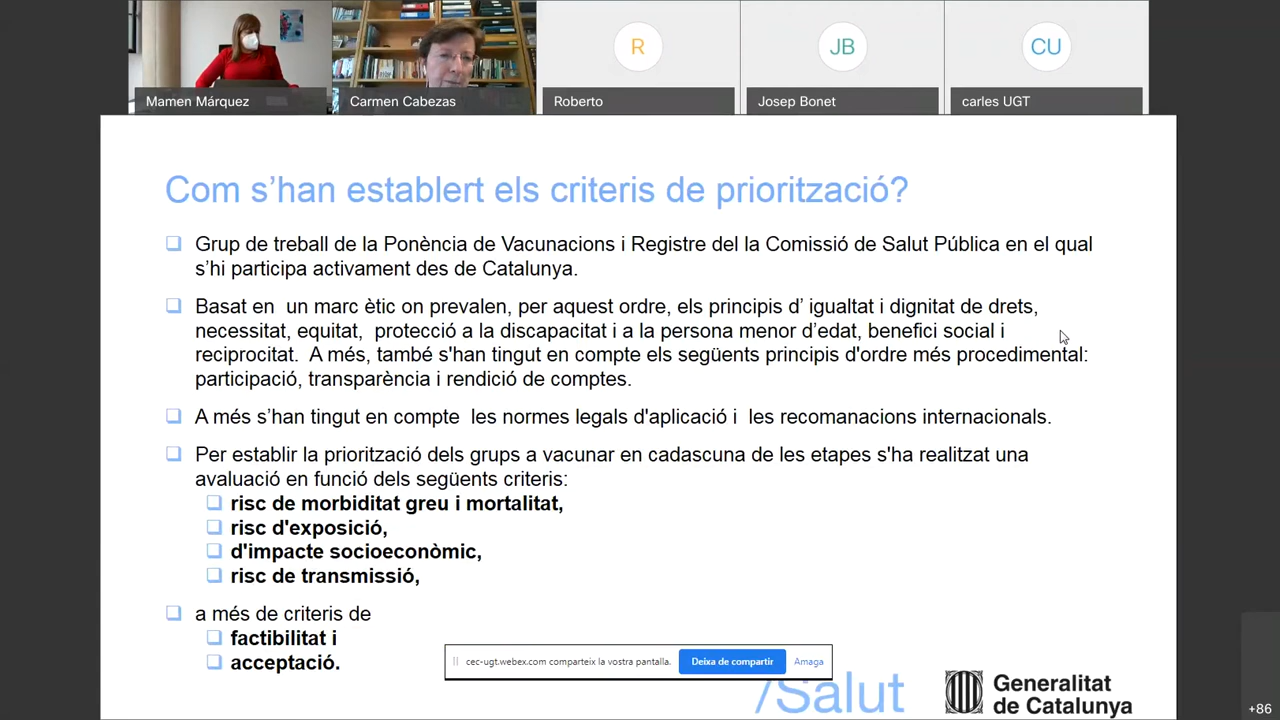 R
JB
CU
Mamen Márquez
Carmen Cabezas
Roberto
Josep Bonet
carles UGT
Com s’han establert els criteris de priorització?
Grup de treball de la Ponència de Vacunacions i Registre del la Comissió de Salut Pública en el qual
s’hi participa activament des de Catalunya.
Basat en un marc ètic on prevalen, per aquest ordre, els principis d’ igualtat i dignitat de drets,
necessitat, equitat, protecció a la discapacitat i a la persona menor d’edat, benefici social i
reciprocitat. A més, també s'han tingut en compte els següents principis d'ordre més procedimental:
participació, transparència i rendició de comptes.
A més s’han tingut en compte les normes legals d'aplicació i les recomanacions internacionals.
Per establir la priorització dels grups a vacunar en cadascuna de les etapes s'ha realitzat una
avaluació en funció dels següents criteris:
risc de morbiditat greu i mortalitat,
risc d'exposició,
d'impacte socioeconòmic,
risc de transmissió,
a més de criteris de
factibilitat i
acceptació.
cec-ugt.webex.com comparteix la vostra pantalla.
Deixa de compartir
Amaga
/Salut
Generalitat
de Catalunya
+86